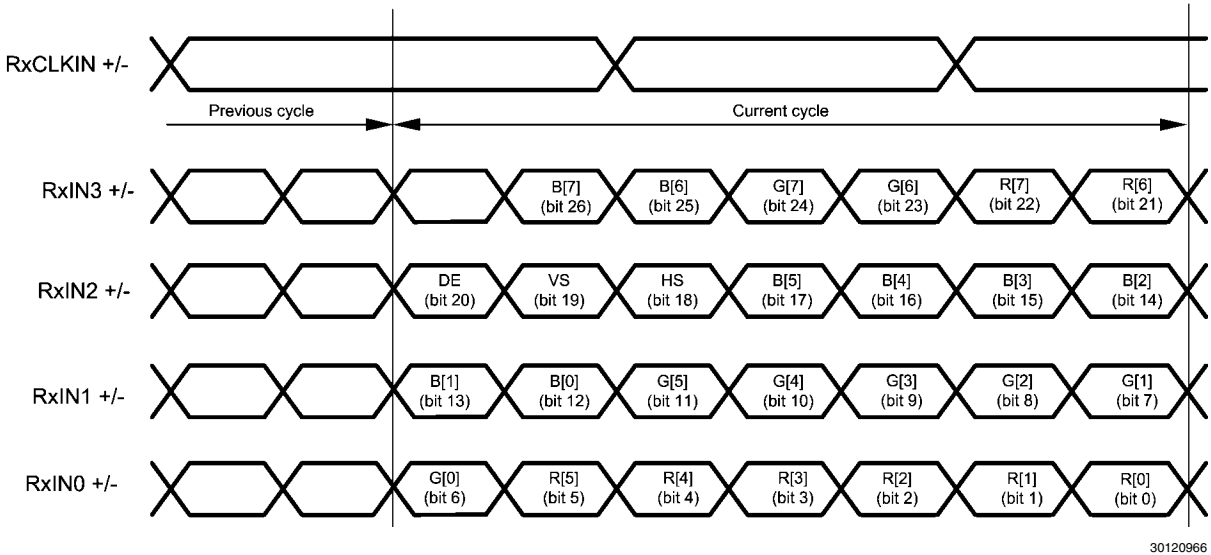 RxCLKIN +/-
Previous cycle
Current cycle
RxIN3 +/-
B[7]
(bit 26)
B[6]
(bit 25)
G[7]
(bit 24)
G[6]
(bit 23)
R[7]
(bit 22)
R[6]
(bit 21)
RxIN2 +/-
DE
(bit 20)
VS
(bit 19)
HS
(bit 18)
B[5]
(bit 17)
B[4]
(bit 16)
B[3]
(bit 15)
B[2]
(bit 14)
RxIN1 +/-
B[1]
(bit 13)
B[0]
(bit 12)
G[5]
(bit 11)
G[4]
(bit 10)
G[3]
(bit 9)
G[2]
(bit 8)
G[1]
(bit 7)
RxIN0 +/-
G[0]
(bit 6)
R[5]
(bit 5)
R[4]
(bit 4)
R[3]
(bit 3)
R[2]
(bit 2)
R[1]
(bit 1)
R[0]
(bit 0)
30120966